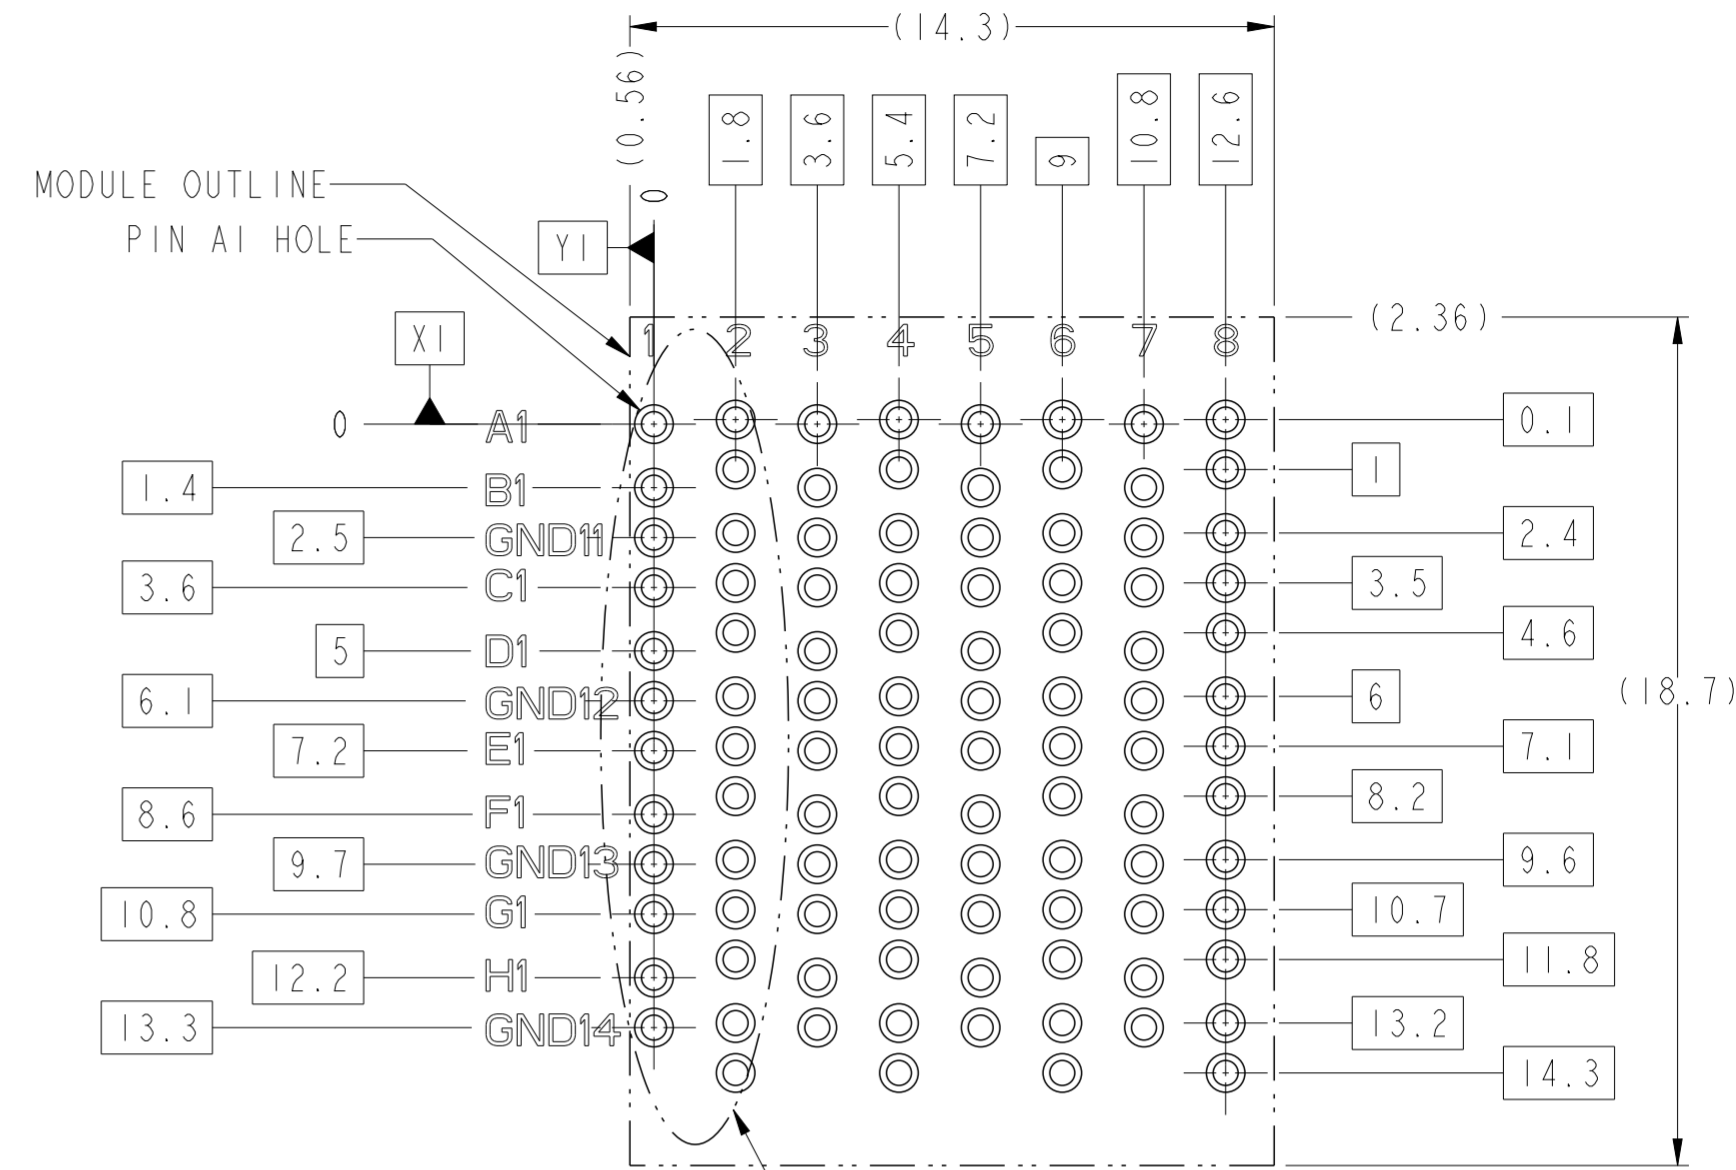 (14.3)
(0.56)
0
1.8
3.6
5.4
7.2
9
10.8
12.6
MODULE OUTLINE
PIN A1 HOLE
Y1
X1
(2.36)
1 2 3 4 5 6 7 8
0 A1 0.1
1
1.4 B1
2.5 GND11 2.4
3.6 C1 3.5
4.6
5 D1
6.1 GND12 6
(18.7)
7.2 E1 7.1
8.2
8.6 F1
9.7 GND13 9.6
10.8 G1 10.7
11.8
12.2 H1
13.3 GND14 13.2
14.3